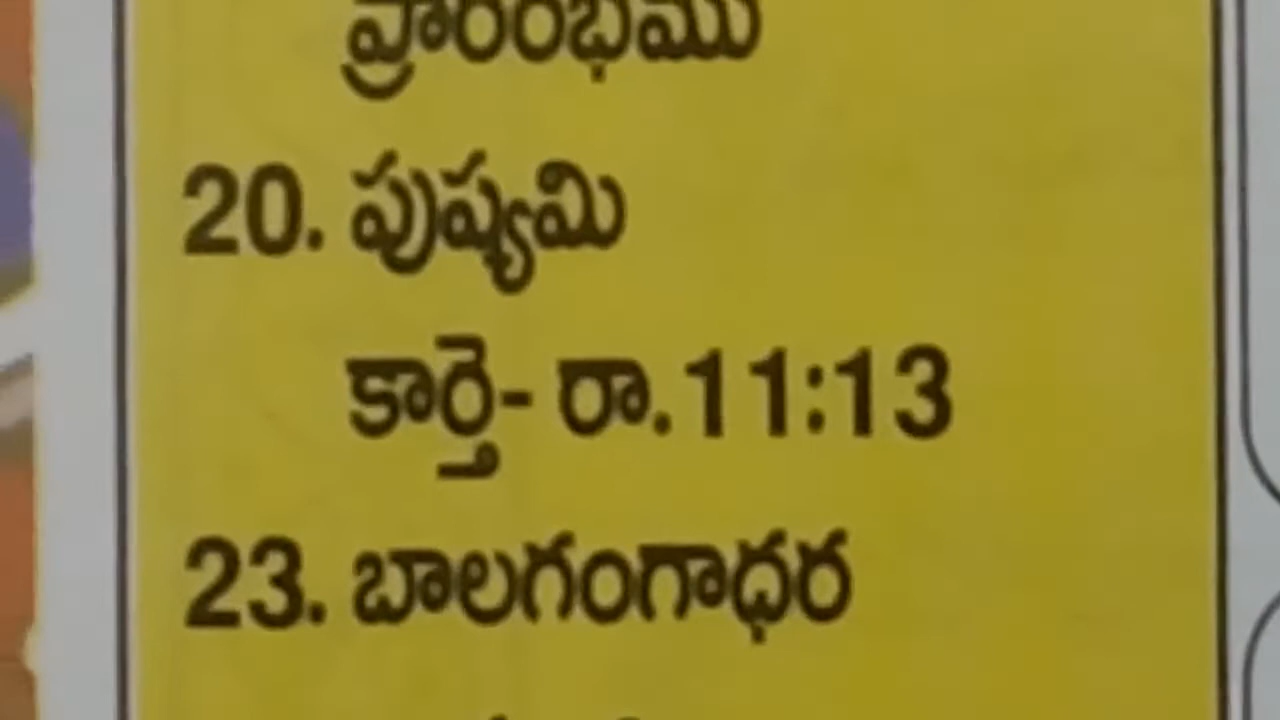 ప్రారంభము
20. పుష్యమి
కార్తె- రా.11:13
23. బాలగంగాధర